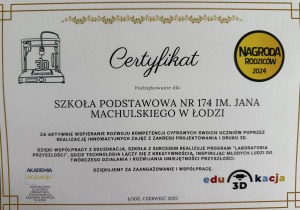 Certyfikat
NAGRODA
RODZICÓW
2024
Podziękowanie dla
SZKOŁA PODSTAWOWA NR 174 IM. JANA
MACHULSKIEGO W ŁODZI
ZA AKTYWNE WSPIERANIE ROZWOJU KOMPETENCJI CYFROWYCH SWOICH UCZNIÓW POPRZEZ
REALIZACJĘ INNOWACYJNYCH ZAJĘĆ Z ZAKRESU PROJEKTOWANIA I DRUKU 3D.
DZIĘKI WSPÓŁPRACY Z EDUKACJĄ, SZKOŁA Z SUKCESEM REALIZUJE PROGRAM "LABORATORIA
PRZYSZŁOŚCI", GDZIE TECHNOLOGIA ŁĄCZY SIĘ Z KREATYWNOŚCIĄ, INSPIRUJĄC MŁODYCH LUDZI DO
TWÓRCZEGO DZIAŁANIA I ROZWIJANIA UMIEJĘTNOŚCI PRZYSZŁOŚCI.
DZIĘKUJEMY ZA ZAANGAŻOWANIE I WSPÓŁPRACĘ.
AKADEMIA
edu 3D kacja
ŁÓDŹ, CZERWIEC 2025